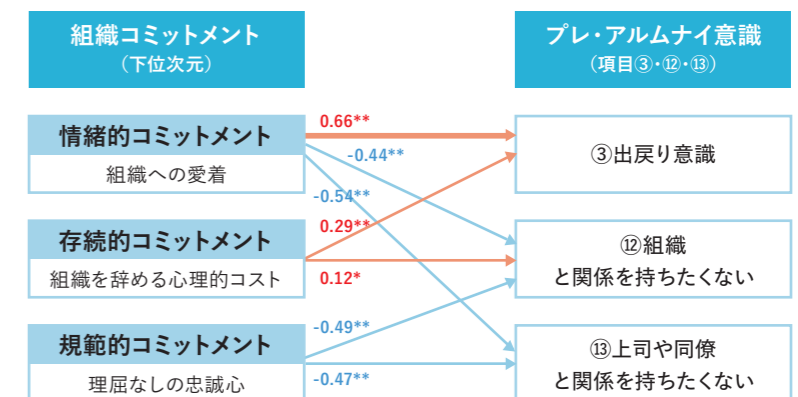 組織コミットメント
（下位次元）
プレ・アルムナイ意識
（項目③・⑫・⑬）
情緒的コミットメント
組織への愛着
0.66**
-0.44**
-0.54**
③出戻り意識
存続的コミットメント
組織を辞める心理的コスト
0.29**
0.12*
⑫組織
と関係を持ちたくない
規範的コミットメント
理屈なしの忠誠心
-0.49**
-0.47**
⑬上司や同僚
と関係を持ちたくない